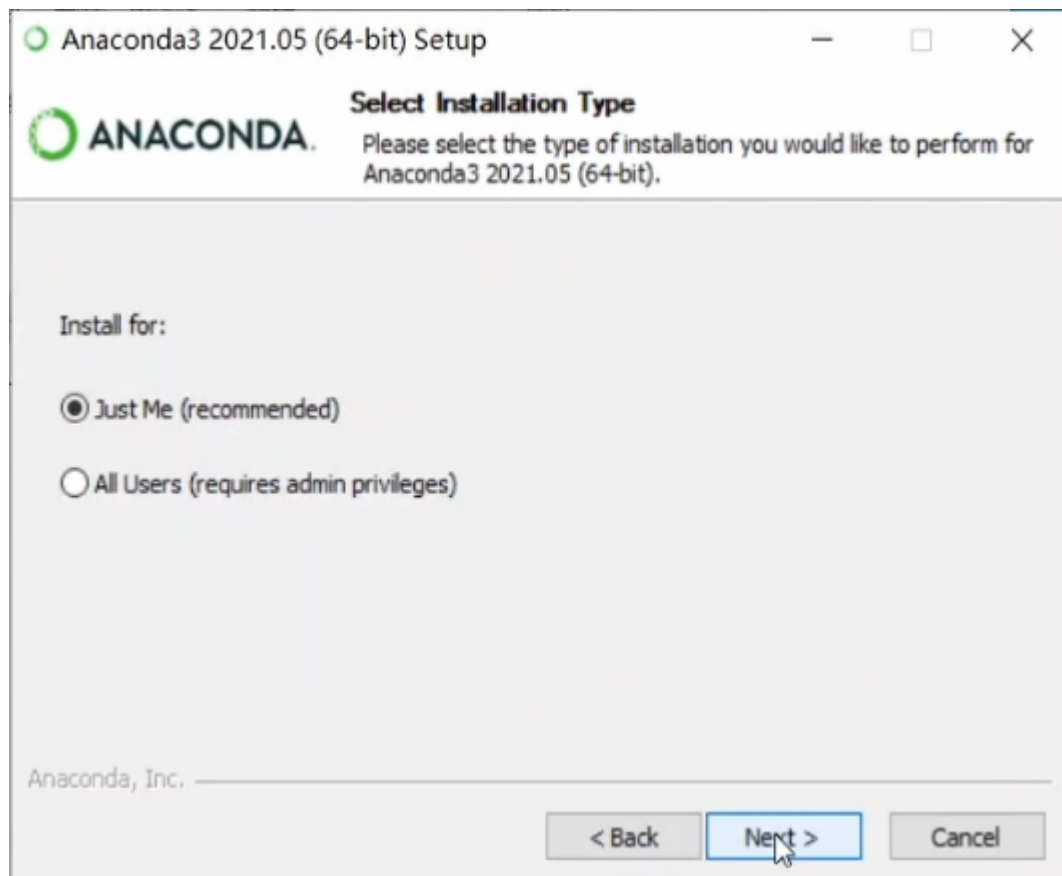 Anaconda3 2021.05 (64-bit) Setup
ANACONDA.
Select Installation Type
Please select the type of installation you would like to perform for
Anaconda3 2021.05 (64-bit).
Install for:
Just Me (recommended)
All Users (requires admin privileges)
Anaconda, Inc.
< Back
Next >
Cancel